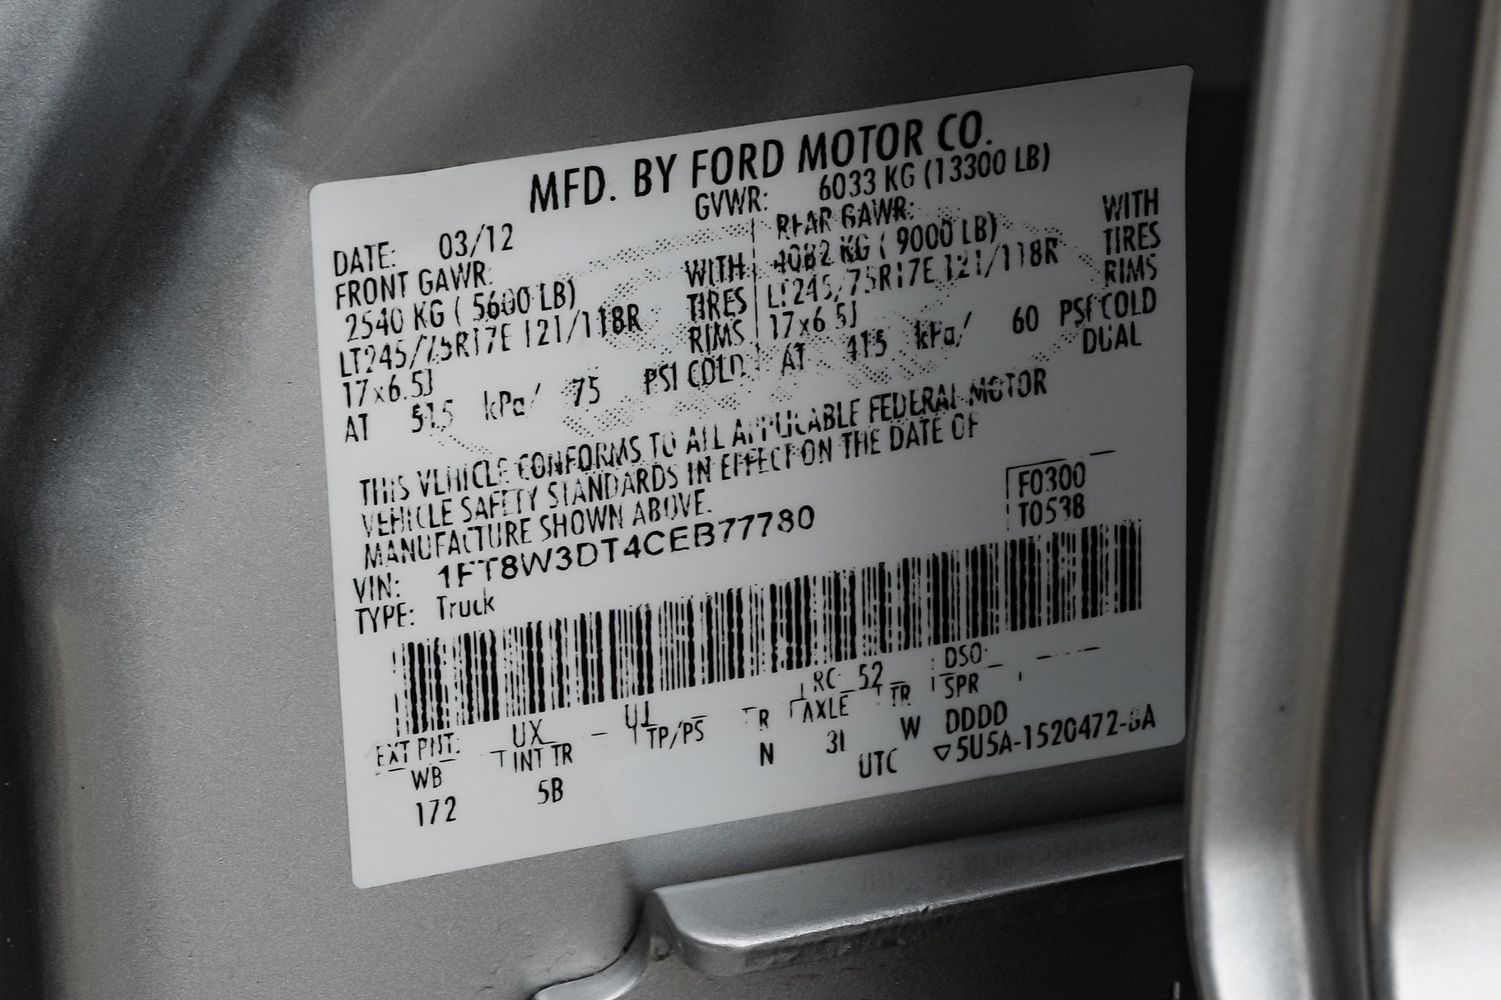 MFD. BY FORD MOTOR CO.
DATE: 03/12 GVWR: 6033 KG (13300 LB)
FRONT GAWR: REAR GAWR:
2540 KG ( 5600 LB) WITH 4082 KG ( 9000 LB) WITH
LT245/75R17E 121/118R TIRES LT245/75R17E 121/118R TIRES
17x6.5J RIMS 17x6.5J RIMS
AT 515 kPa/ 75 PSI COLD AT 415 kPa/ 60 PSI COLD
DUAL
THIS VEHICLE CONFORMS TO ALL APPLICABLE FEDERAL MOTOR
VEHICLE SAFETY STANDARDS IN EFFECT ON THE DATE OF
MANUFACTURE SHOWN ABOVE.
VIN: 1FT8W3DT4CEB77780 F0300
TYPE: Truck T0538
EXT PNT: UX UJ RC: 52 DSO:
WB INT TR TP/PS R AXLE TR SPR
172 5B N 31 W DDDD
UTC ▽5U5A-1520472-BA